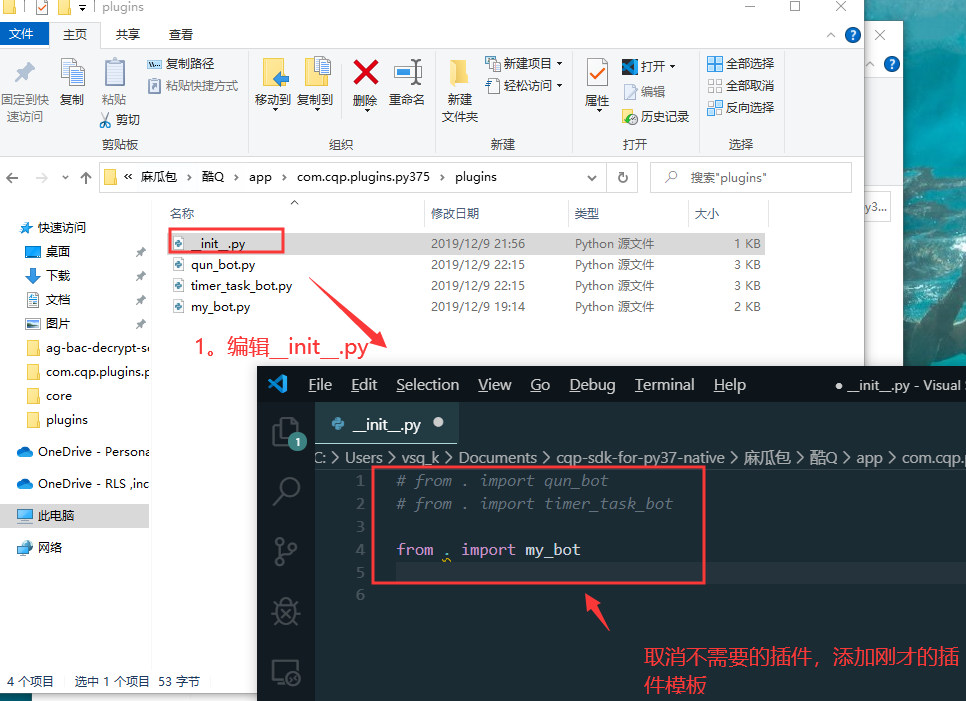 plugins
文件
主页
共享
查看
固定到快
速访问
复制
粘贴
复制路径
粘贴快捷方式
剪切
剪贴板
移动到
复制到
删除
重命名
组织
新建
文件夹
新建项目
轻松访问
新建
属性
打开
编辑
历史记录
打开
全部选择
全部取消
反向选择
选择
« 麻瓜包 › 酷Q › app › com.cqp.plugins.py375 › plugins
搜索"plugins"
y3...
名称 修改日期 类型 大小
__init__.py 2019/12/9 21:56 Python 源文件 1 KB
qun_bot.py 2019/12/9 22:15 Python 源文件 3 KB
timer_task_bot.py 2019/12/9 22:15 Python 源文件 3 KB
my_bot.py 2019/12/9 19:14 Python 源文件 2 KB
快速访问
桌面
下载
文档
图片
ag-bac-decrypt-s
com.cqp.plugins.p
core
plugins
OneDrive - Persona
OneDrive - RLS ,inc
此电脑
网络
4 个项目 选中 1 个项目 53 字节
1。编辑__init__.py
File Edit Selection View Go Debug Terminal Help ● __init__.py - Visual
__init__.py ●
1
C: > Users > vsq_k > Documents > cqp-sdk-for-py37-native > 麻瓜包 > 酷Q > app > com.cqp.
1 # from . import qun_bot
2 # from . import timer_task_bot
3
4 from . import my_bot
5
6
取消不需要的插件，添加刚才的插
件模板